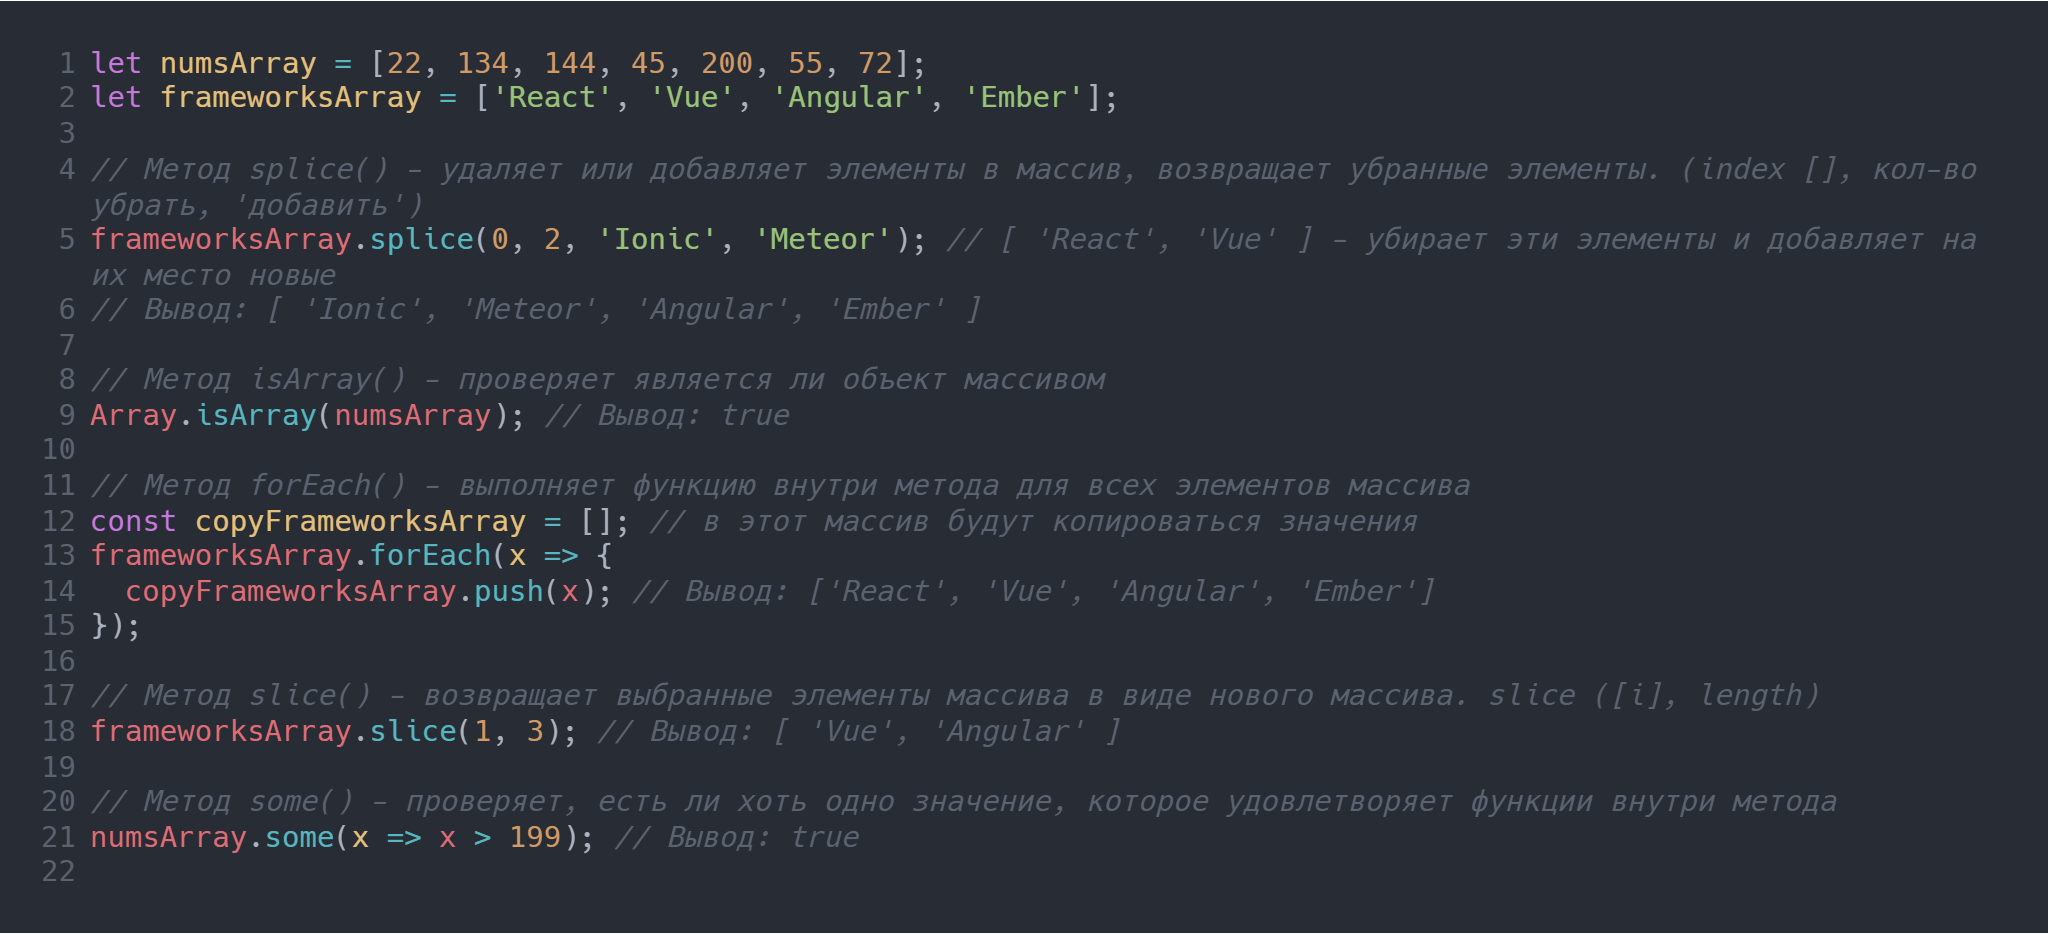 1 let numsArray = [22, 134, 144, 45, 200, 55, 72];
2 let frameworksArray = ['React', 'Vue', 'Angular', 'Ember'];
3
4 // Метод splice() – удаляет или добавляет элементы в массив, возвращает убранные элементы. (index [], кол-во
убрать, 'добавить')
5 frameworksArray.splice(0, 2, 'Ionic', 'Meteor'); // [ 'React', 'Vue' ] – убирает эти элементы и добавляет на
их место новые
6 // Вывод: [ 'Ionic', 'Meteor', 'Angular', 'Ember' ]
7
8 // Метод isArray() – проверяет является ли объект массивом
9 Array.isArray(numsArray); // Вывод: true
10
11 // Метод forEach() – выполняет функцию внутри метода для всех элементов массива
12 const copyFrameworksArray = []; // в этот массив будут копироваться значения
13 frameworksArray.forEach(x => {
14   copyFrameworksArray.push(x); // Вывод: ['React', 'Vue', 'Angular', 'Ember']
15 });
16
17 // Метод slice() – возвращает выбранные элементы массива в виде нового массива. slice ([i], length)
18 frameworksArray.slice(1, 3); // Вывод: [ 'Vue', 'Angular' ]
19
20 // Метод some() – проверяет, есть ли хоть одно значение, которое удовлетворяет функции внутри метода
21 numsArray.some(x => x > 199); // Вывод: true
22